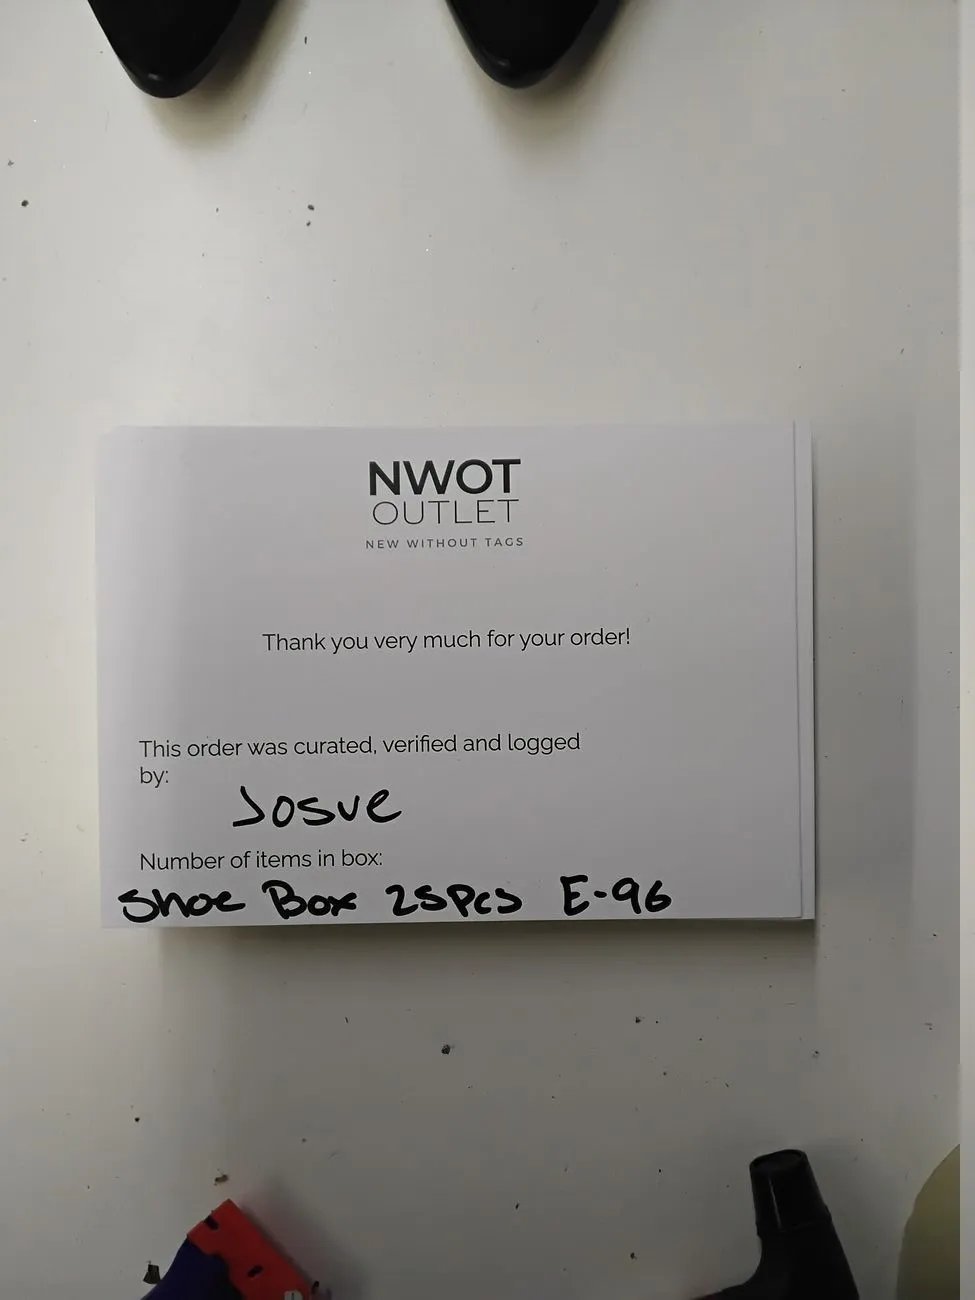 NWOT
OUTLET
NEW WITHOUT TAGS
Thank you very much for your order!
This order was curated, verified and logged
by:
Josue
Number of items in box:
Shoe Box 25pcs E-96